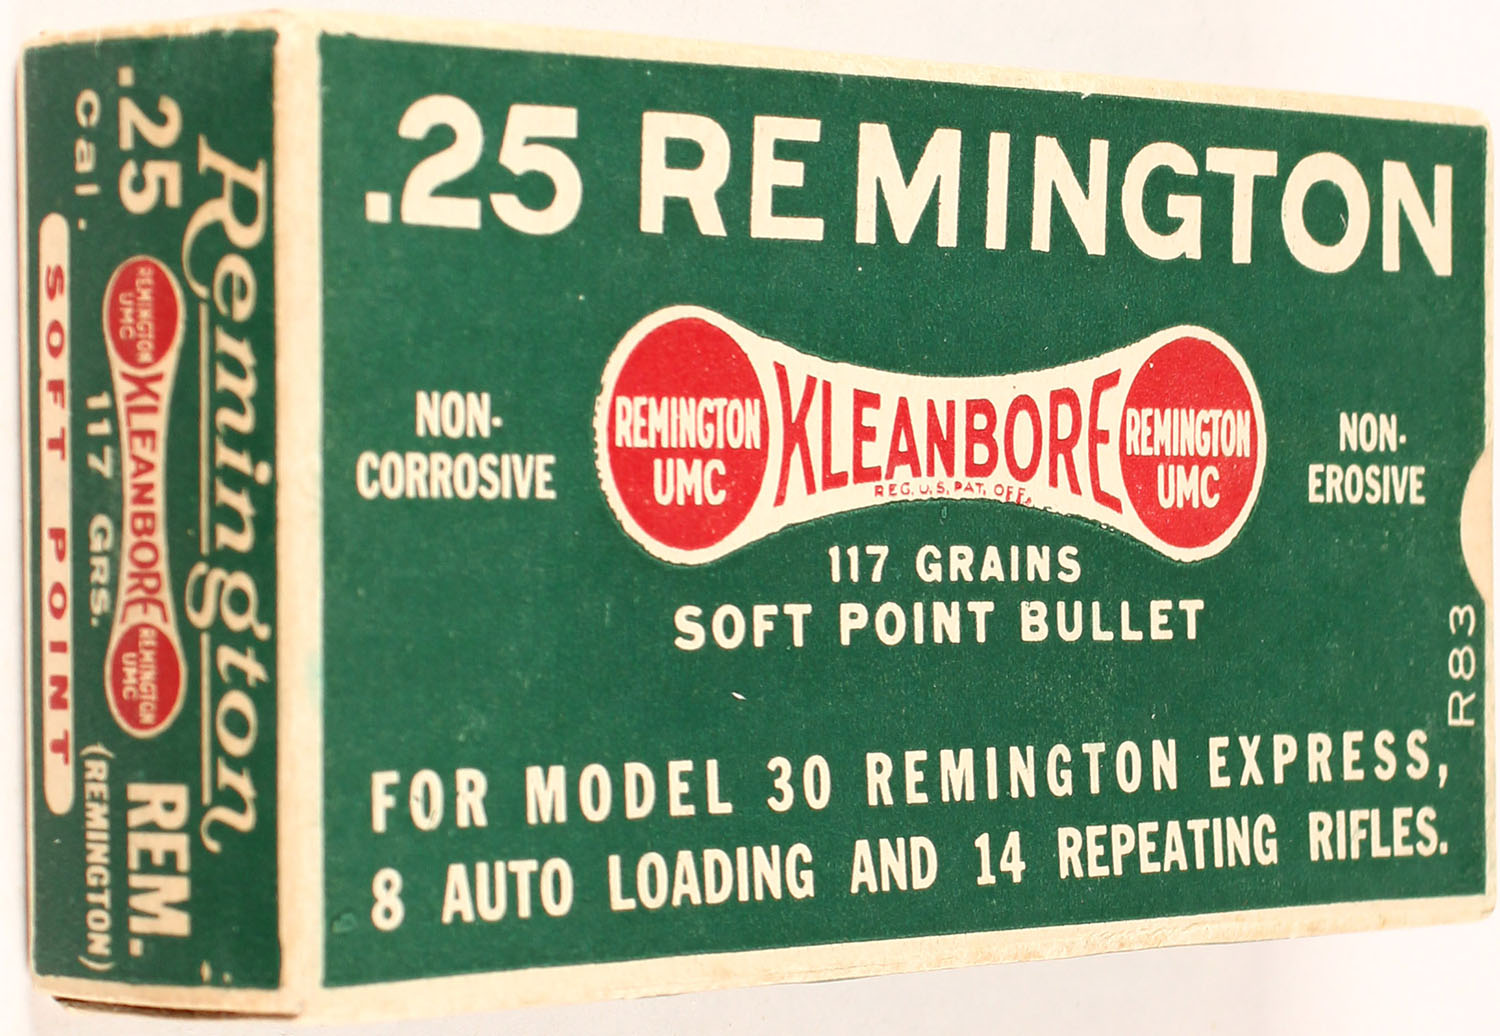 .25 REMINGTON
NON-
CORROSIVE
REMINGTON
UMC
KLEANBORE
REG. U.S. PAT. OFF.
REMINGTON
UMC
NON-
EROSIVE
117 GRAINS
SOFT POINT BULLET
R83
FOR MODEL 30 REMINGTON EXPRESS,
8 AUTO LOADING AND 14 REPEATING RIFLES.
Remington
.25 REM.
cal. (REMINGTON)
REMINGTON
UMC
KLEANBORE
REMINGTON
UMC
117 GRS.
SOFT POINT